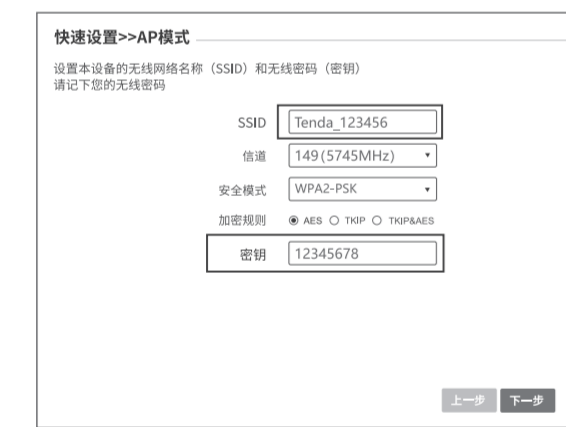 快速设置>>AP模式
设置本设备的无线网络名称（SSID）和无线密码（密钥）
请记下您的无线密码
SSID Tenda_123456
信道 149(5745MHz)
安全模式 WPA2-PSK
加密规则 AES TKIP TKIP&AES
密钥 12345678
上一步 下一步